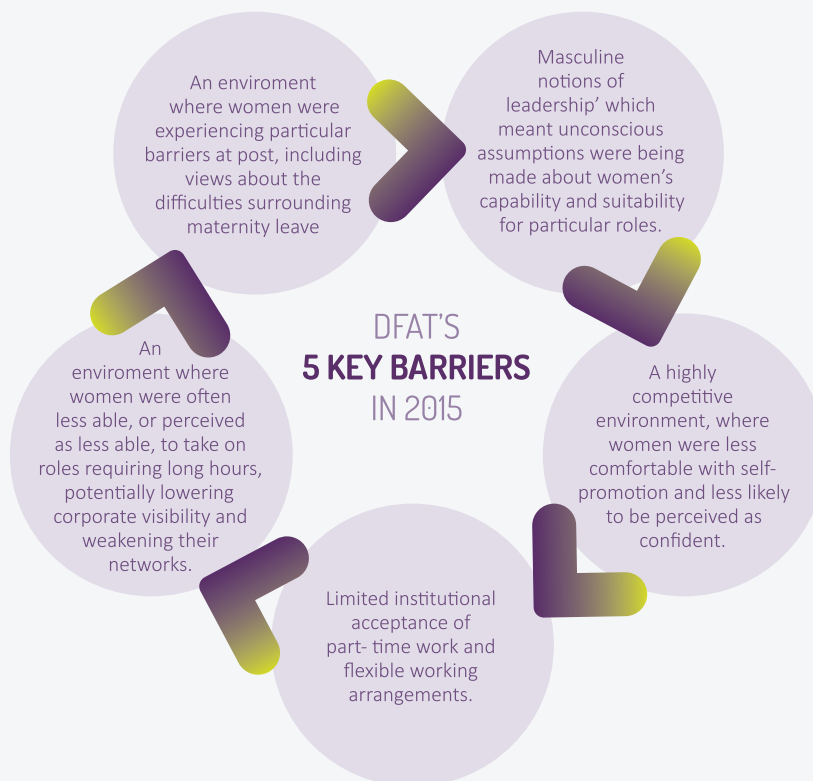 An enviroment
where women were
experiencing particular
barriers at post, including
views about the
difficulties surrounding
maternity leave
Masculine
notions of
leadership’ which
meant unconscious
assumptions were being
made about women’s
capability and suitability
for particular roles.
DFAT’S
5 KEY BARRIERS
IN 2015
A highly
competitive
environment, where
women were less
comfortable with self-
promotion and less likely
to be perceived as
confident.
Limited institutional
acceptance of
part- time work and
flexible working
arrangements.
An
enviroment where
women were often
less able, or perceived
as less able, to take on
roles requiring long hours,
potentially lowering
corporate visibility and
weakening their
networks.